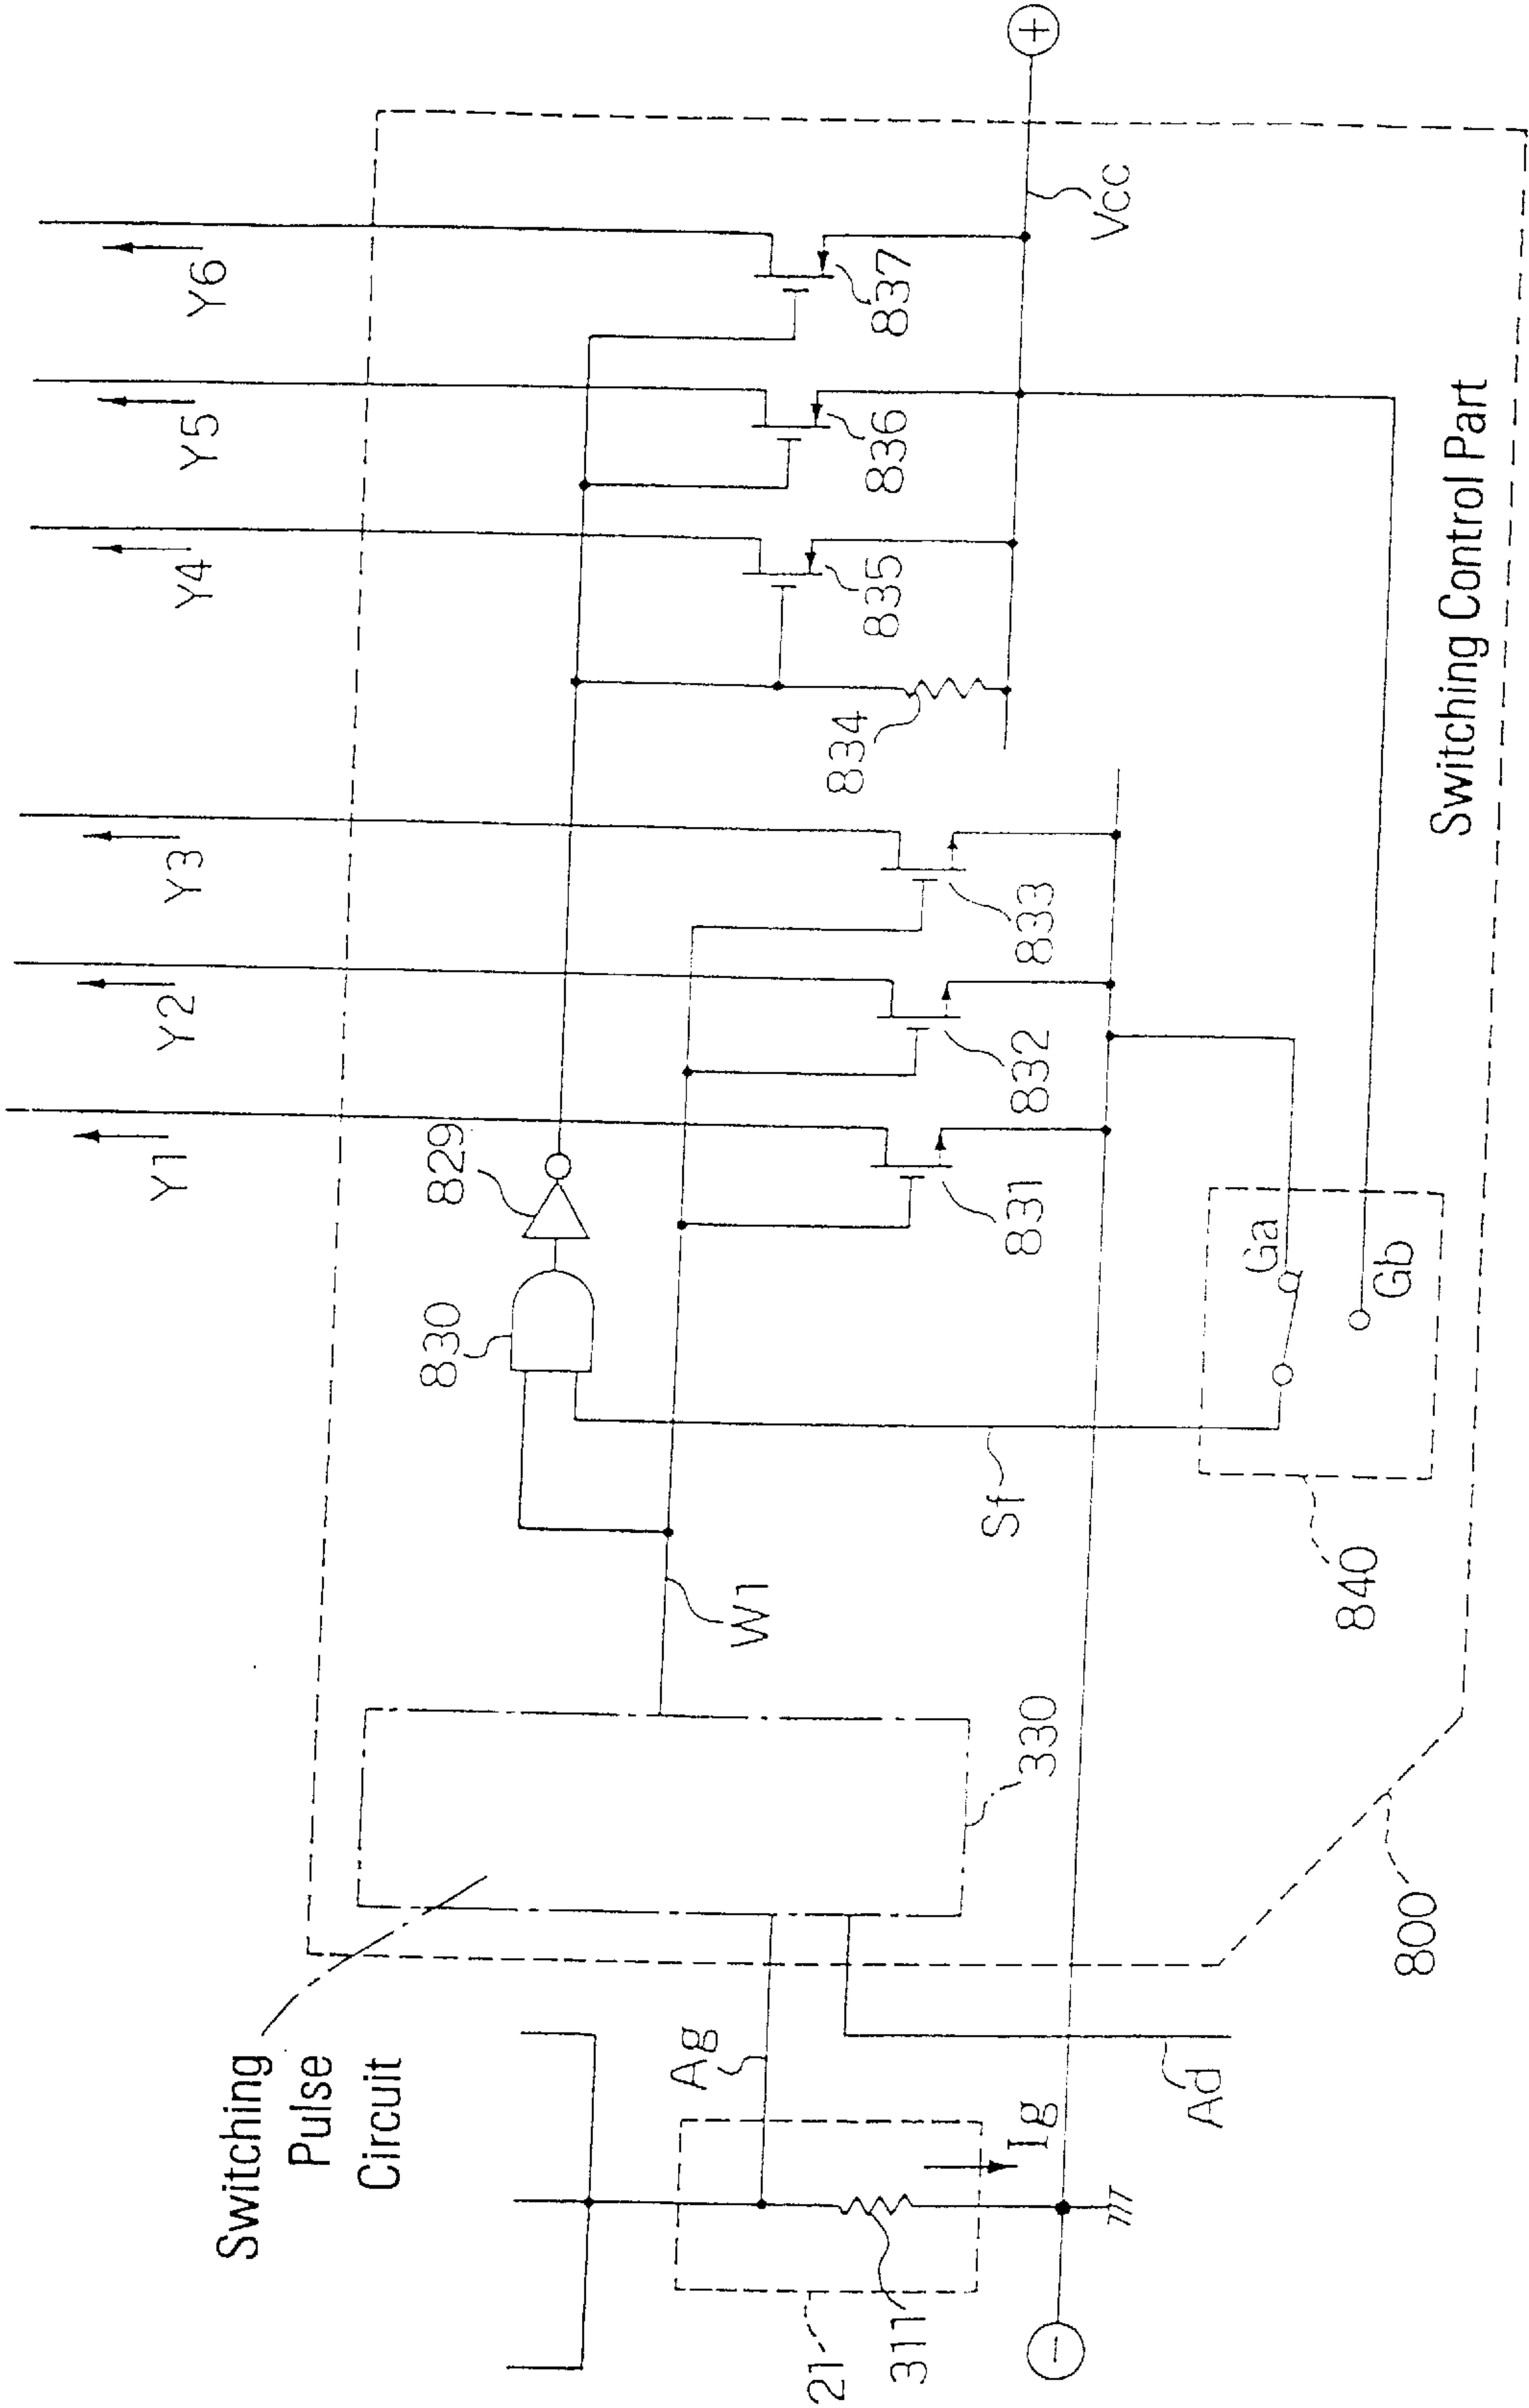 Switching
Pulse
Circuit
Y1
Y2
Y3
Y4
Y5
Y6
829
830
W1
831
832
833
834
835
836
837
Vcc
+
Ag
Ig
21
311
−
Ad
330
Sf
Ga
Gb
840
800
Switching Control Part